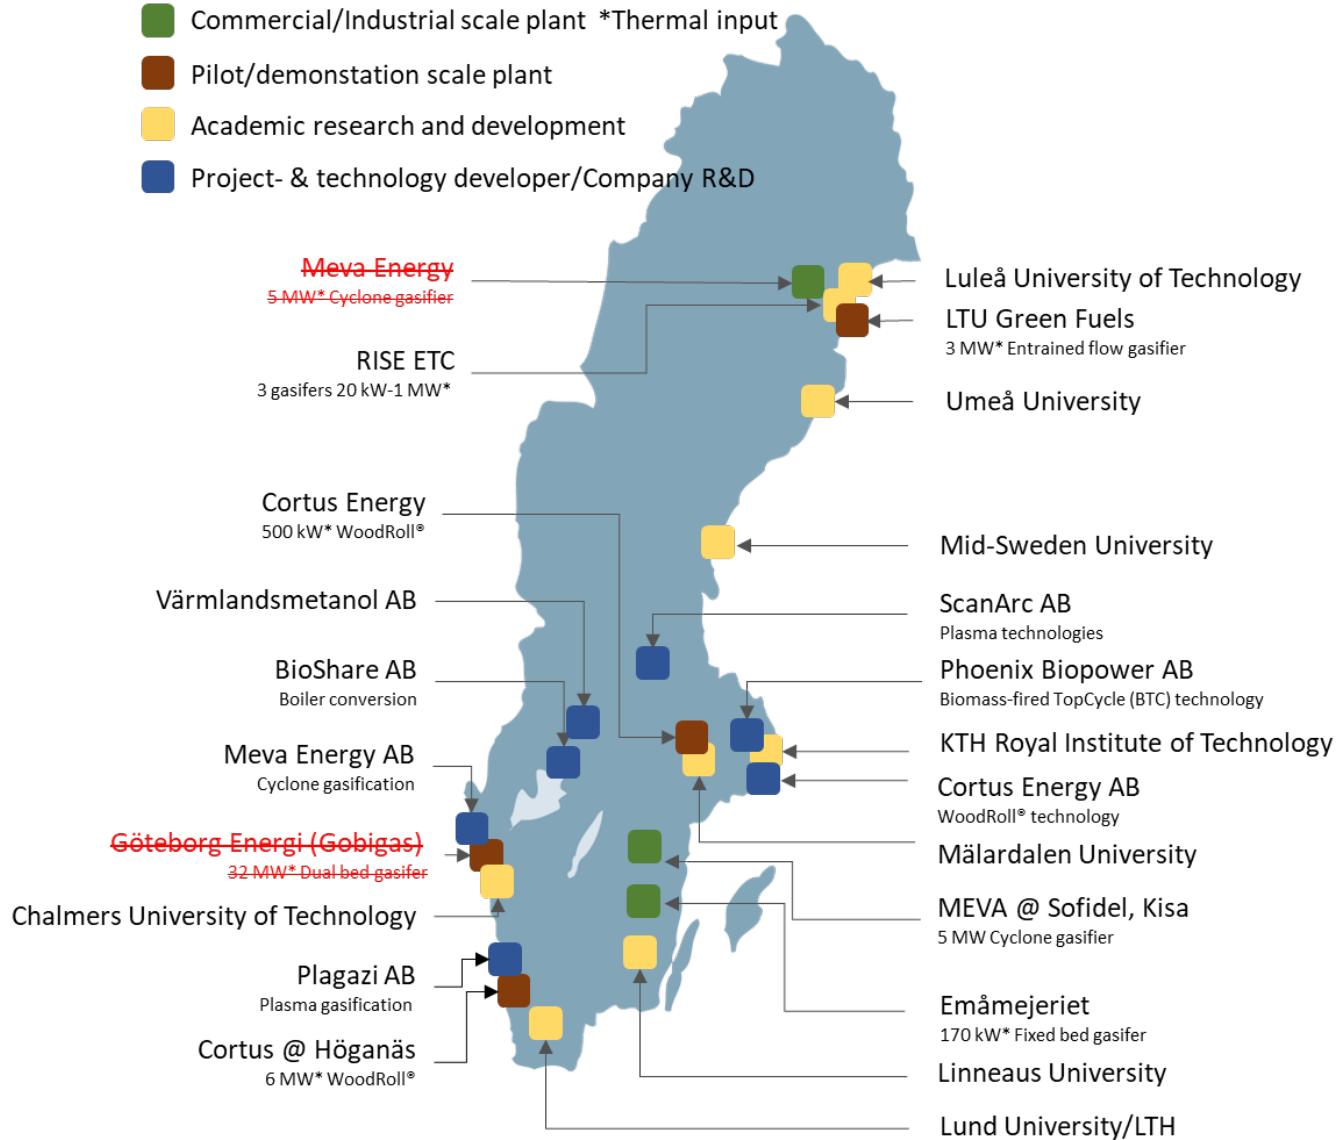 Commercial/Industrial scale plant *Thermal input
Pilot/demonstation scale plant
Academic research and development
Project- & technology developer/Company R&D
Meva Energy
5 MW* Cyclone gasifier
RISE ETC
3 gasifers 20 kW-1 MW*
Cortus Energy
500 kW* WoodRoll®
Värmlandsmetanol AB
BioShare AB
Boiler conversion
Meva Energy AB
Cyclone gasification
Göteborg Energi (Gobigas)
32 MW* Dual bed gasifer
Chalmers University of Technology
Plagazi AB
Plasma gasification
Cortus @ Höganäs
6 MW* WoodRoll®
Luleå University of Technology
LTU Green Fuels
3 MW* Entrained flow gasifier
Umeå University
Mid-Sweden University
ScanArc AB
Plasma technologies
Phoenix Biopower AB
Biomass-fired TopCycle (BTC) technology
KTH Royal Institute of Technology
Cortus Energy AB
WoodRoll® technology
Mälardalen University
MEVA @ Sofidel, Kisa
5 MW Cyclone gasifier
Emåmejeriet
170 kW* Fixed bed gasifer
Linneaus University
Lund University/LTH